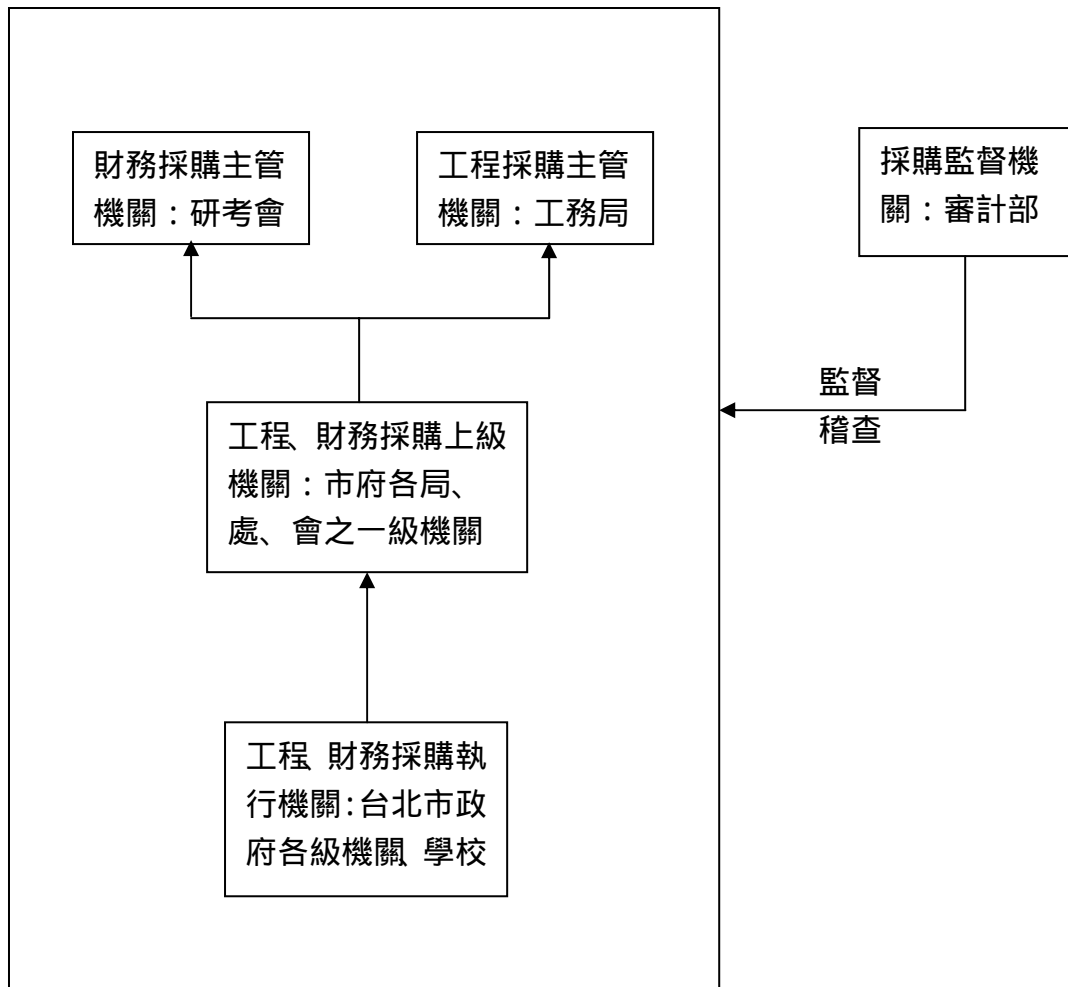 財務採購主管
機關：研考會
工程採購主管
機關：工務局
採購監督機
關：審計部
監督
稽查
工程、財務採購上級
機關：市府各局、
處、會之一級機關
工程、財務採購執
行機關：台北市政
府各級機關、學校